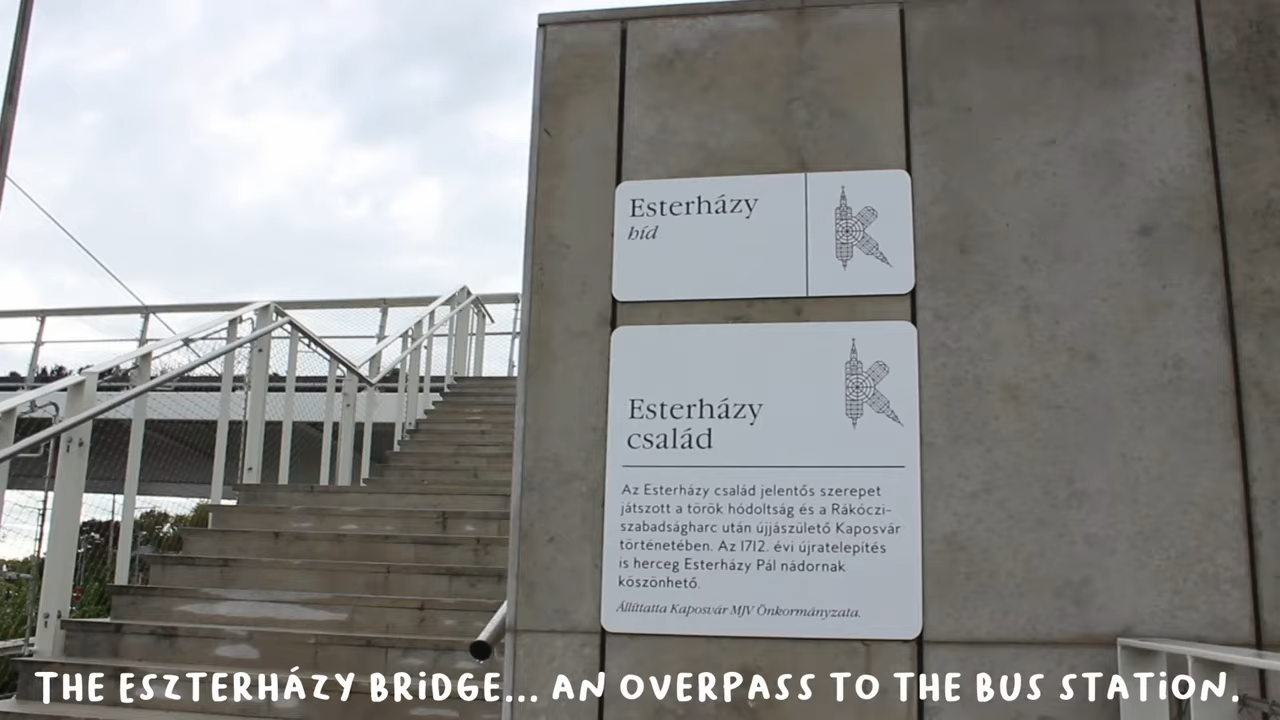 Esterházy
híd
Esterházy
család
Az Esterházy család jelentős szerepet
játszott a török hódoltság és a Rákóczi-
szabadságharc után újjászülető Kaposvár
történetében. Az 1712. évi újratelepítés
is herceg Esterházy Pál nádornak
köszönhető.
Állíttatta Kaposvár MJV Önkormányzata.
THE ESZTERHÁZY BRiDGE... AN OVERPASS TO THE BUS STATiON.